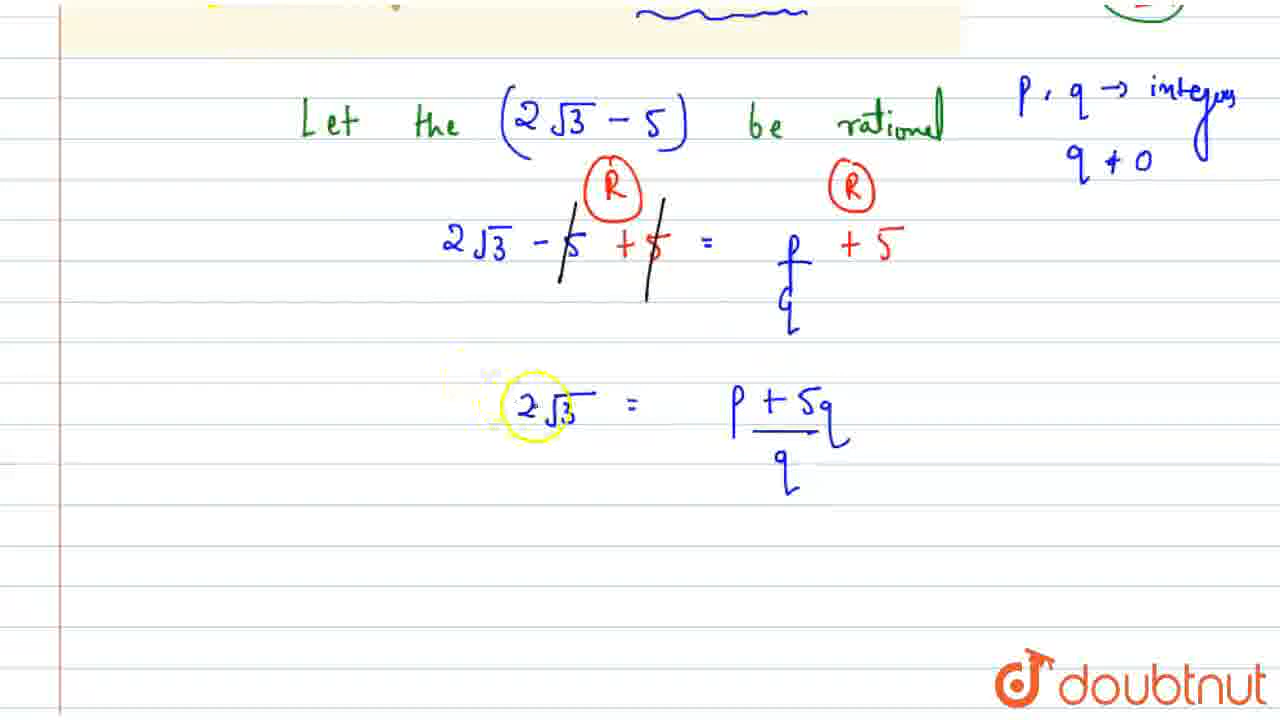 Let the (2√3 - 5) be rational
p, q → integers
q ≠ 0
R R
2√3 - 5 + 5 = p/q + 5
2√3 = p + 5q / q
doubtnut